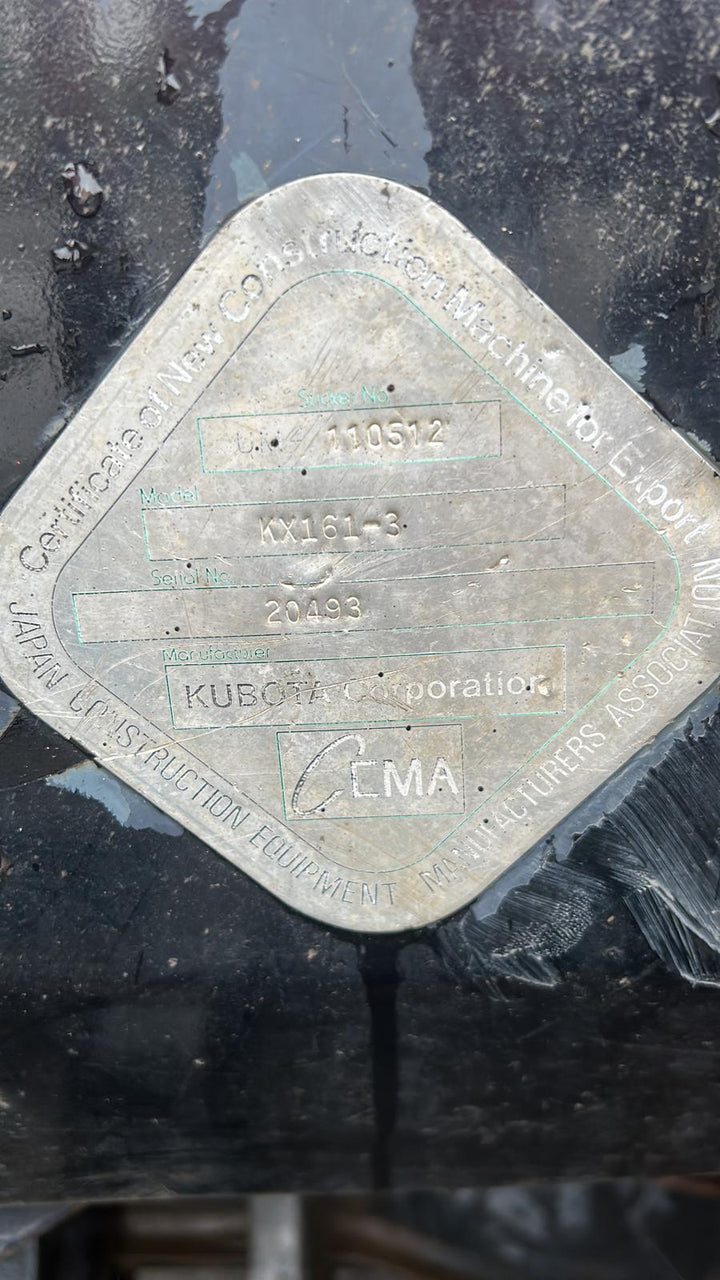 Certificate of New Construction Machine for Export
Sticker No.
110512
Model
KX161-3
Serial No.
20493
Manufacturer
KUBOTA Corporation
CEMA
JAPAN CONSTRUCTION EQUIPMENT MANUFACTURERS ASSOCIATION